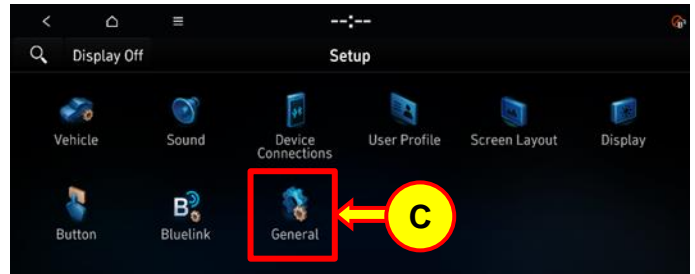 --:--
Display Off
Setup
Vehicle
Sound
Device
Connections
User Profile
Screen Layout
Display
Button
B
Bluelink
General
C